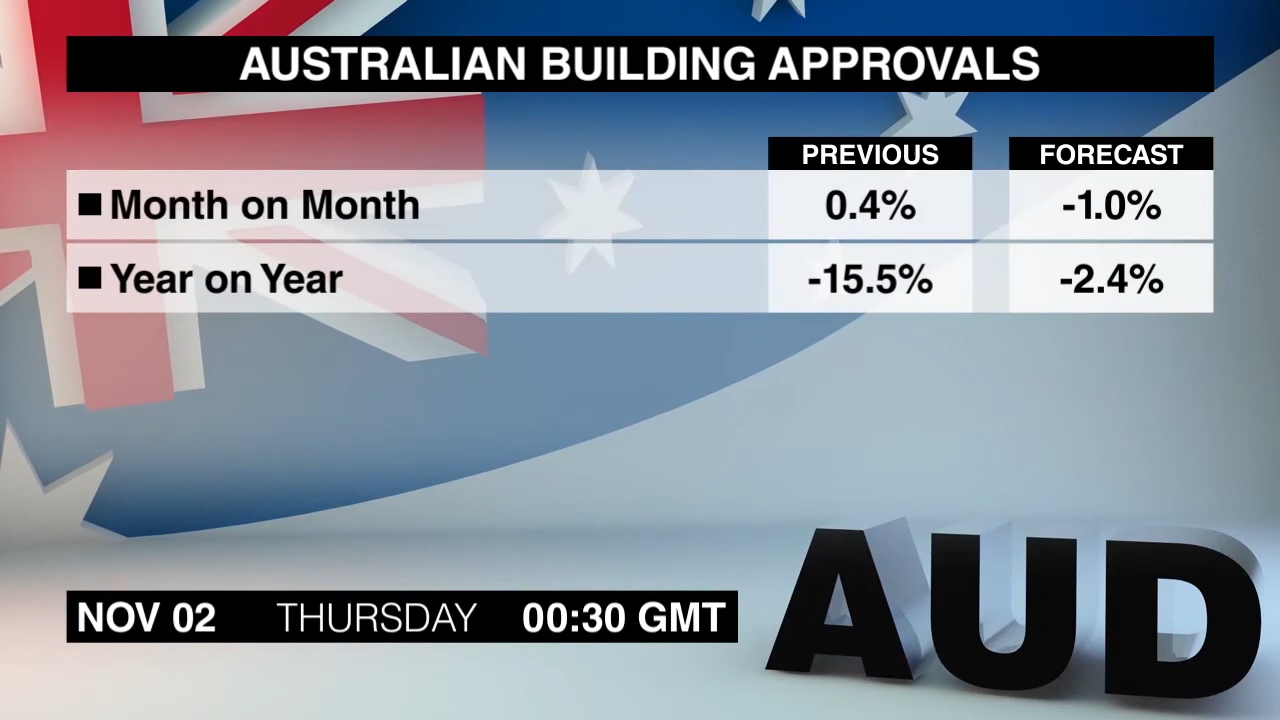 AUSTRALIAN BUILDING APPROVALS
PREVIOUS FORECAST
Month on Month 0.4% -1.0%
Year on Year -15.5% -2.4%
NOV 02 THURSDAY 00:30 GMT
AUD